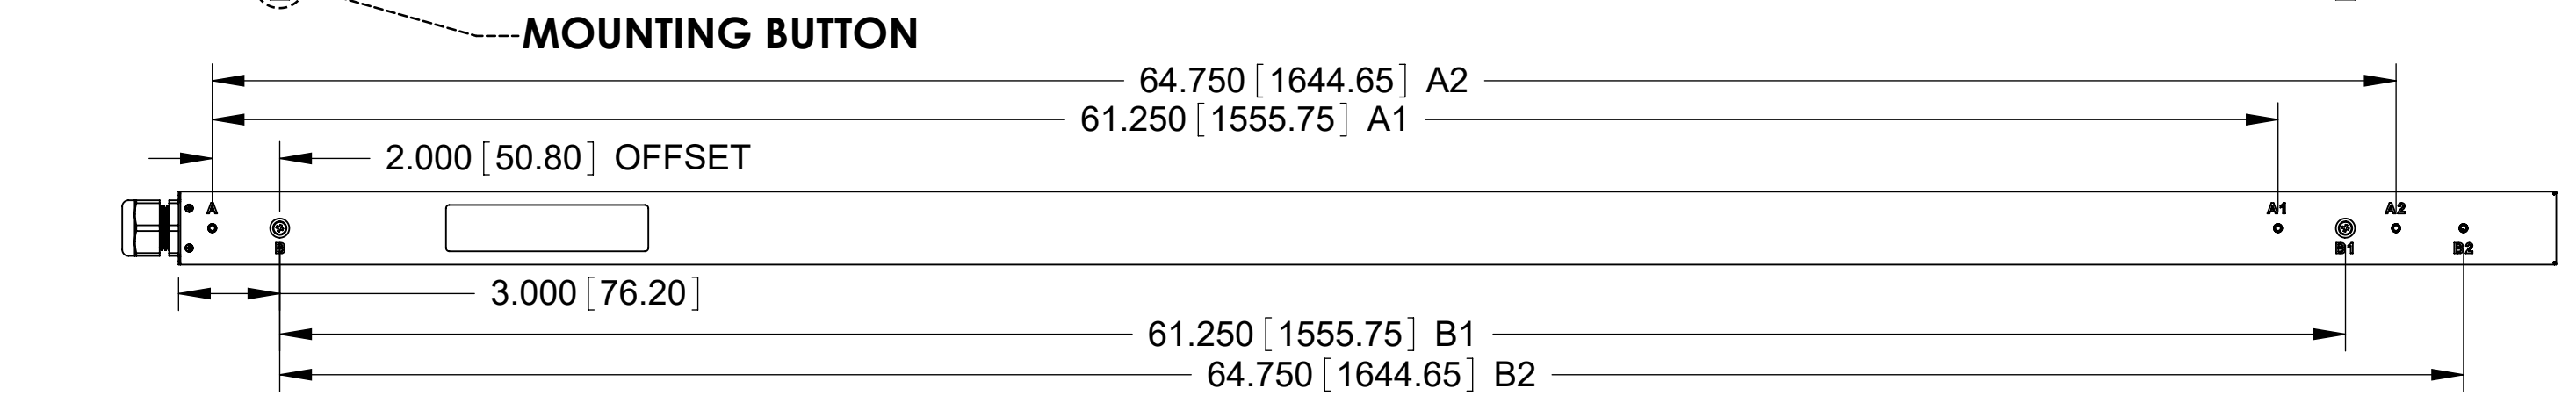 MOUNTING BUTTON
64.750 [1644.65] A2
61.250 [1555.75] A1
2.000 [50.80] OFFSET
A
A1
A2
B
B1
B2
3.000 [76.20]
61.250 [1555.75] B1
64.750 [1644.65] B2